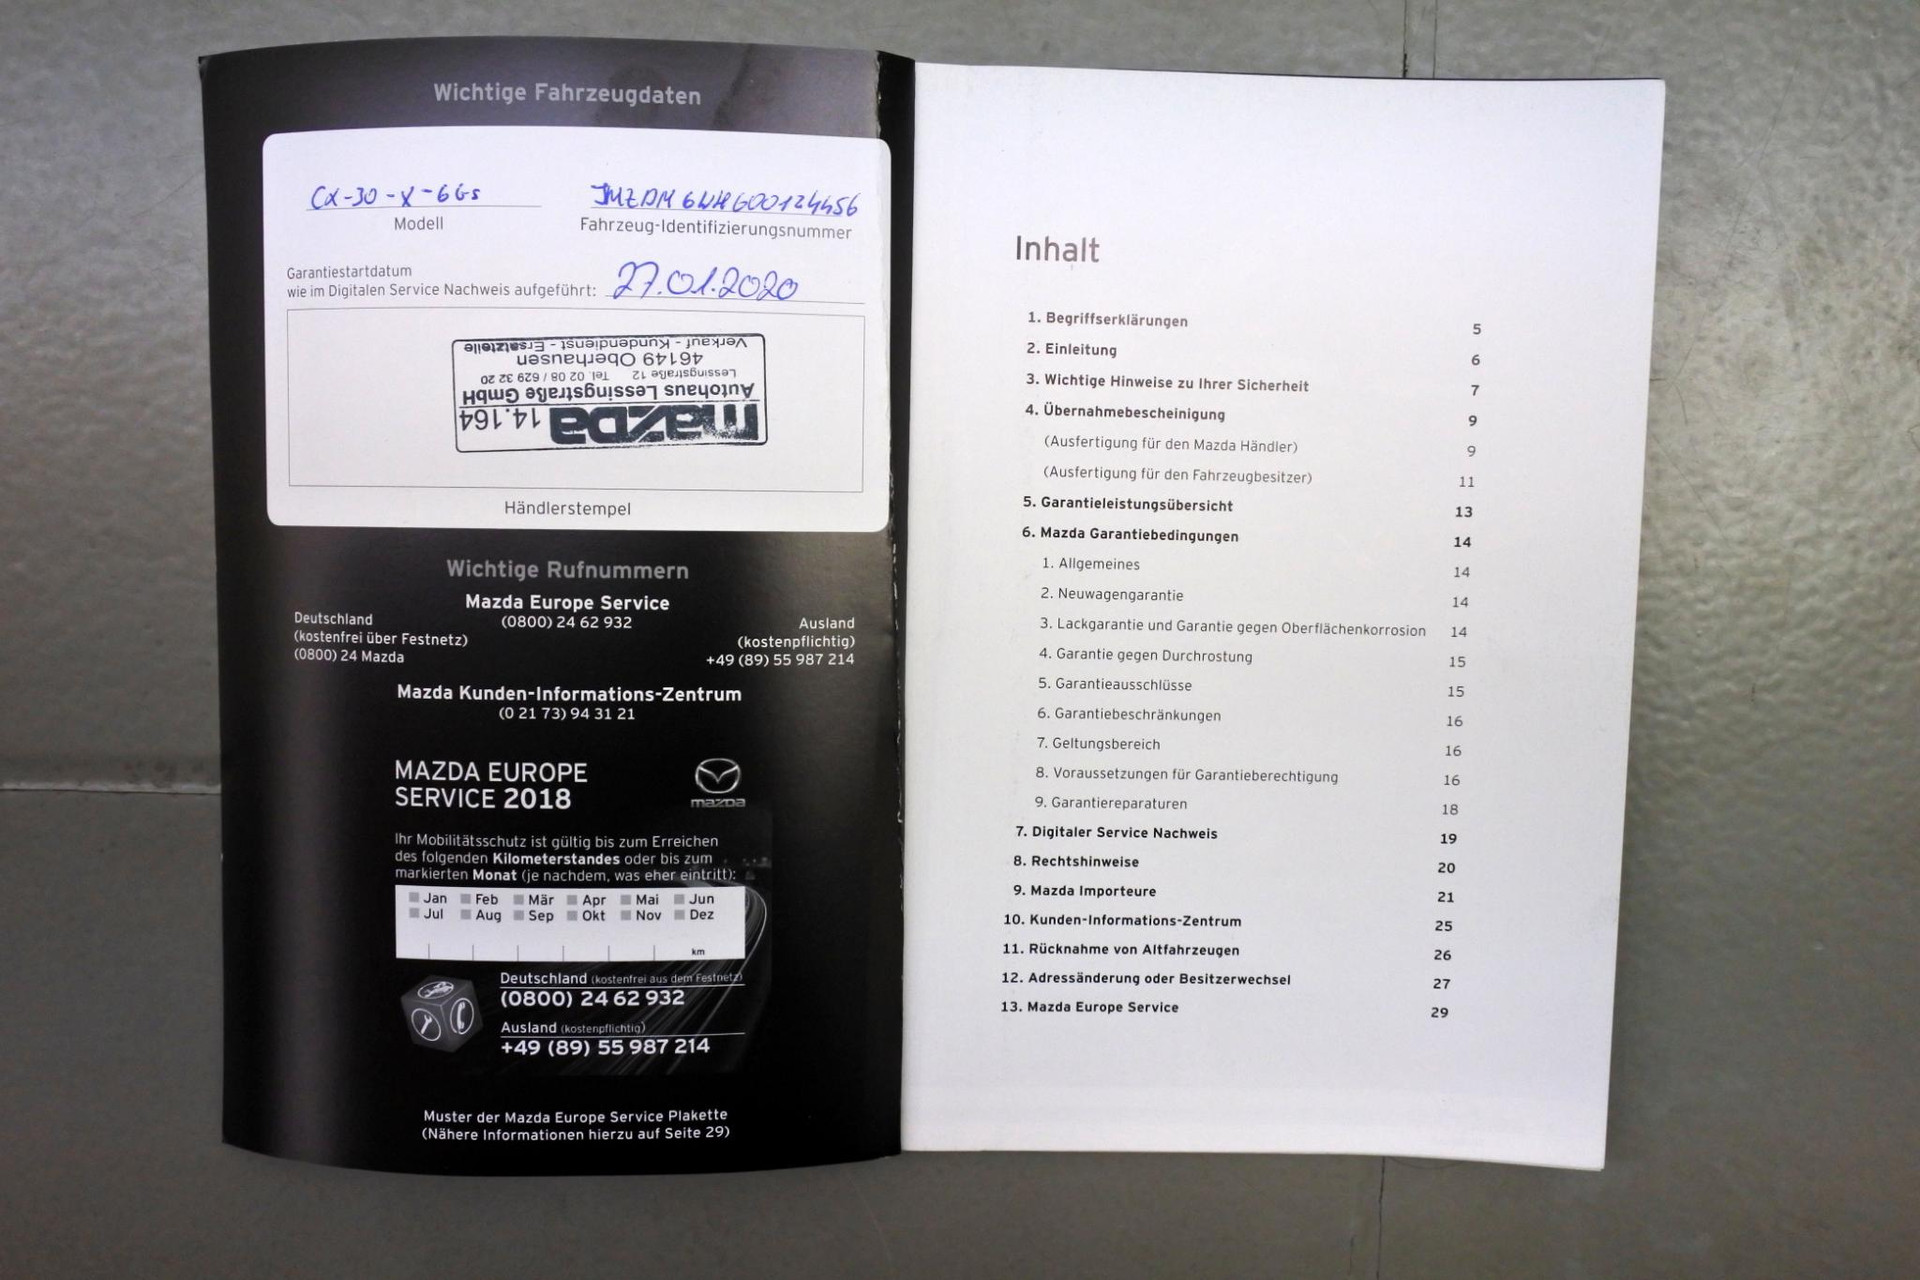 Wichtige Fahrzeugdaten
CX-30-X-6Gs
Modell
JMZDM6WH600124456
Fahrzeug-Identifizierungsnummer
Garantiestartdatum
wie im Digitalen Service Nachweis aufgeführt: 27.01.2020
mazda 14.164
Autohaus Lessingstraße GmbH
Lessingstraße 12 Tel. 02 08 / 629 32 20
46149 Oberhausen
Verkauf - Kundendienst - Ersatzteile
Händlerstempel
Wichtige Rufnummern
Mazda Europe Service
(0800) 24 62 932
Deutschland
(kostenfrei über Festnetz)
(0800) 24 Mazda
Ausland
(kostenpflichtig)
+49 (89) 55 987 214
Mazda Kunden-Informations-Zentrum
(0 21 73) 94 31 21
MAZDA EUROPE
SERVICE 2018
mazda
Ihr Mobilitätsschutz ist gültig bis zum Erreichen
des folgenden Kilometerstandes oder bis zum
markierten Monat (je nachdem, was eher eintritt):
Jan Feb Mär Apr Mai Jun
Jul Aug Sep Okt Nov Dez
km
Deutschland (kostenfrei aus dem Festnetz)
(0800) 24 62 932
Ausland (kostenpflichtig)
+49 (89) 55 987 214
Muster der Mazda Europe Service Plakette
(Nähere Informationen hierzu auf Seite 29)
Inhalt
1. Begriffserklärungen 5
2. Einleitung 6
3. Wichtige Hinweise zu Ihrer Sicherheit 7
4. Übernahmebescheinigung 9
(Ausfertigung für den Mazda Händler) 9
(Ausfertigung für den Fahrzeugbesitzer) 11
5. Garantieleistungsübersicht 13
6. Mazda Garantiebedingungen 14
1. Allgemeines 14
2. Neuwagengarantie 14
3. Lackgarantie und Garantie gegen Oberflächenkorrosion 14
4. Garantie gegen Durchrostung 15
5. Garantieausschlüsse 15
6. Garantiebeschränkungen 16
7. Geltungsbereich 16
8. Voraussetzungen für Garantieberechtigung 16
9. Garantiereparaturen 18
7. Digitaler Service Nachweis 19
8. Rechtshinweise 20
9. Mazda Importeure 21
10. Kunden-Informations-Zentrum 25
11. Rücknahme von Altfahrzeugen 26
12. Adressänderung oder Besitzerwechsel 27
13. Mazda Europe Service 29